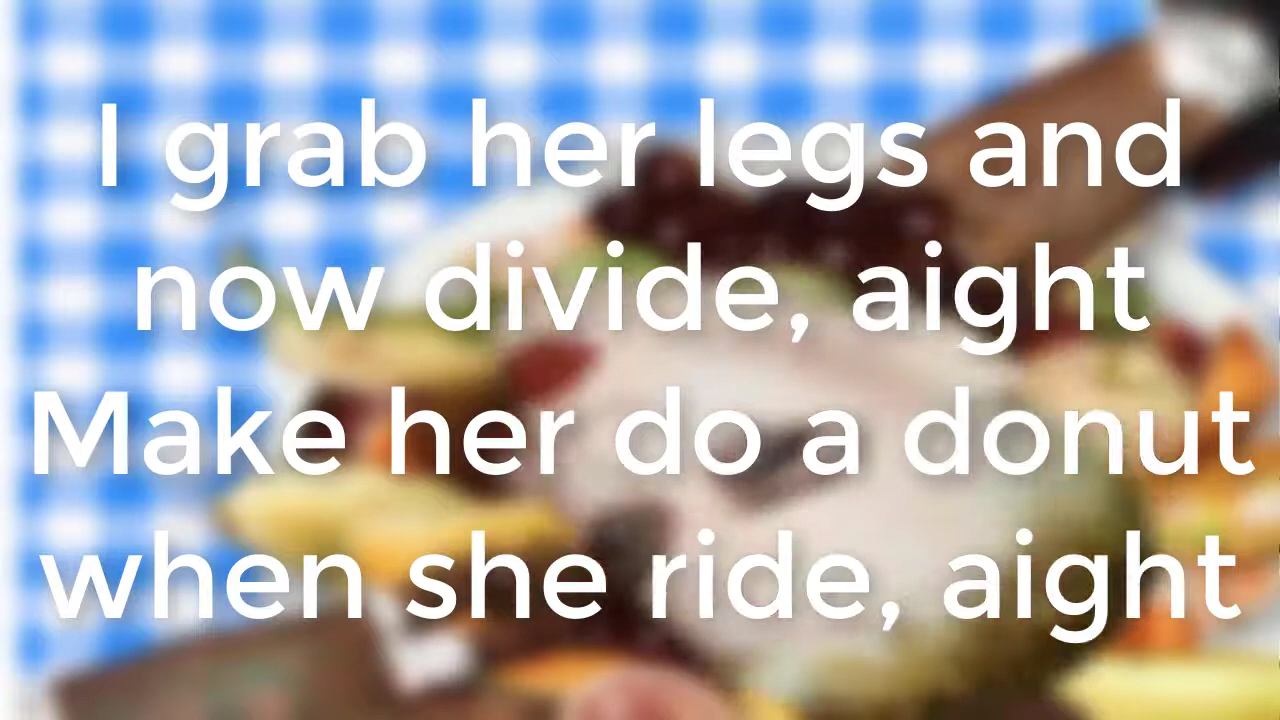 I grab her legs and
now divide, aight
Make her do a donut
when she ride, aight